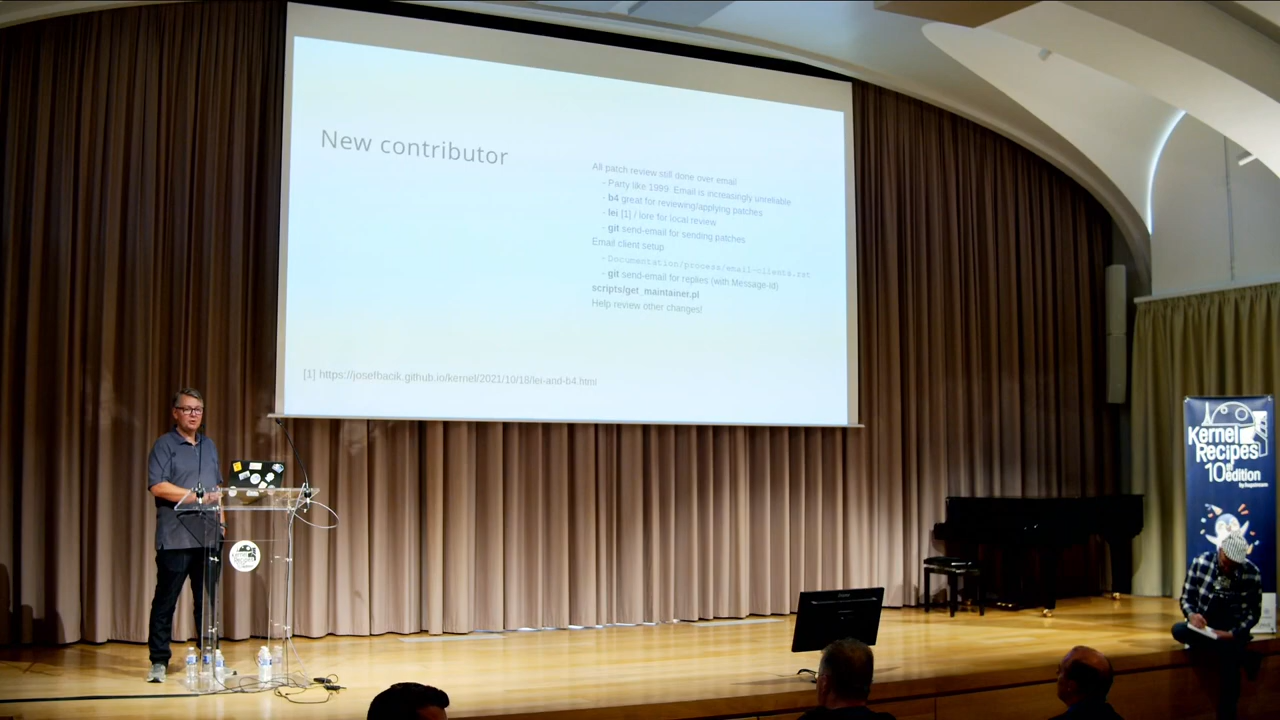 New contributor
All patch review still done over email
- Party like 1999 Email is increasingly unreliable
- b4 great for reviewing/applying patches
- lei [1] / lore for local review
- git send-email for sending patches
Email client setup
- Documentation/process/email-clients.rst
- git send-email for replies (with Message-Id)
scripts/get_maintainer.pl
Help review other changes!
[1] https://josefbacik.github.io/kernel/2021/10/18/lei-and-b4.html
Kernel
Recipes
10
edition
Kernel
Recipes